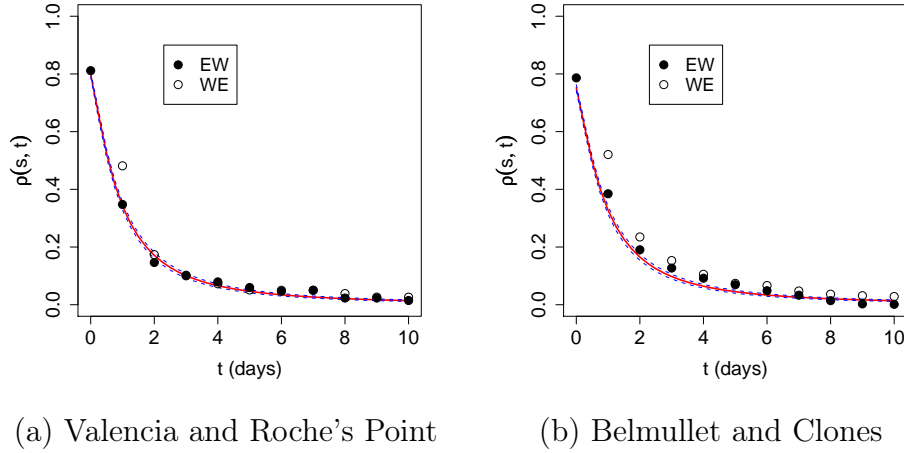 EW
WE
ρ(s, t)
0.0 0.2 0.4 0.6 0.8 1.0
0 2 4 6 8 10
t (days)
(a) Valencia and Roche's Point
EW
WE
ρ(s, t)
0.0 0.2 0.4 0.6 0.8 1.0
0 2 4 6 8 10
t (days)
(b) Belmullet and Clones